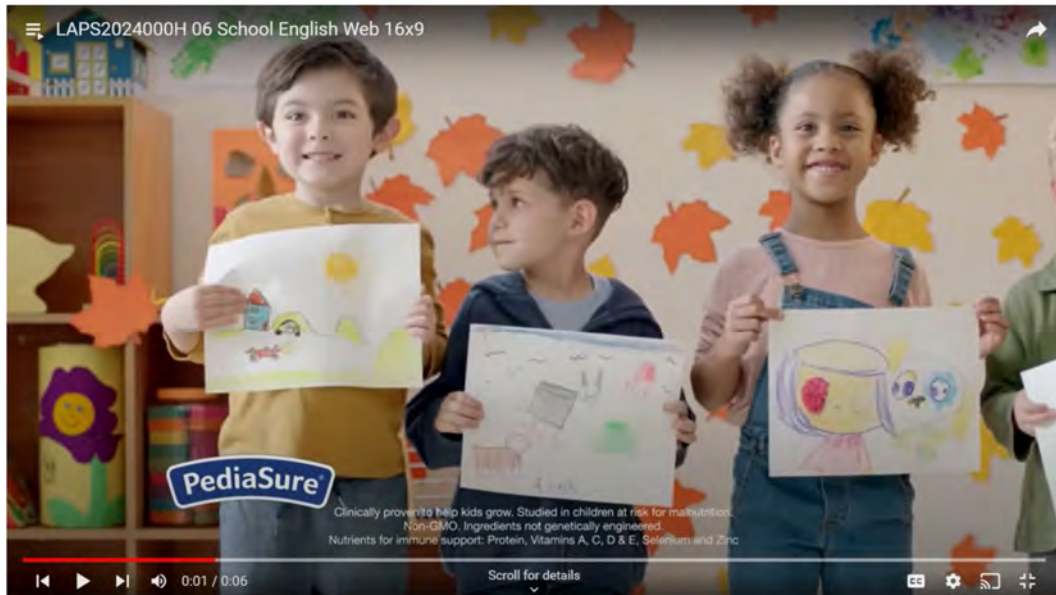 LAPS2024000H 06 School English Web 16x9
PediaSure®
Clinically proven to help kids grow. Studied in children at risk for malnutrition.
Non-GMO. Ingredients not genetically engineered.
Nutrients for immune support: Protein, Vitamins A, C, D & E, Selenium and Zinc
0:01 / 0:06
Scroll for details
CC